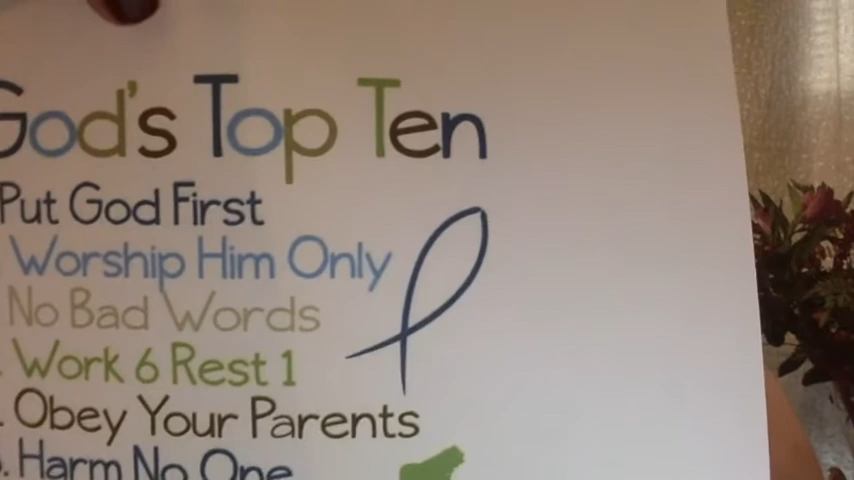 God's Top Ten
Put God First
Worship Him Only
No Bad Words
. Work 6 Rest 1
. Obey Your Parents
. Harm No One